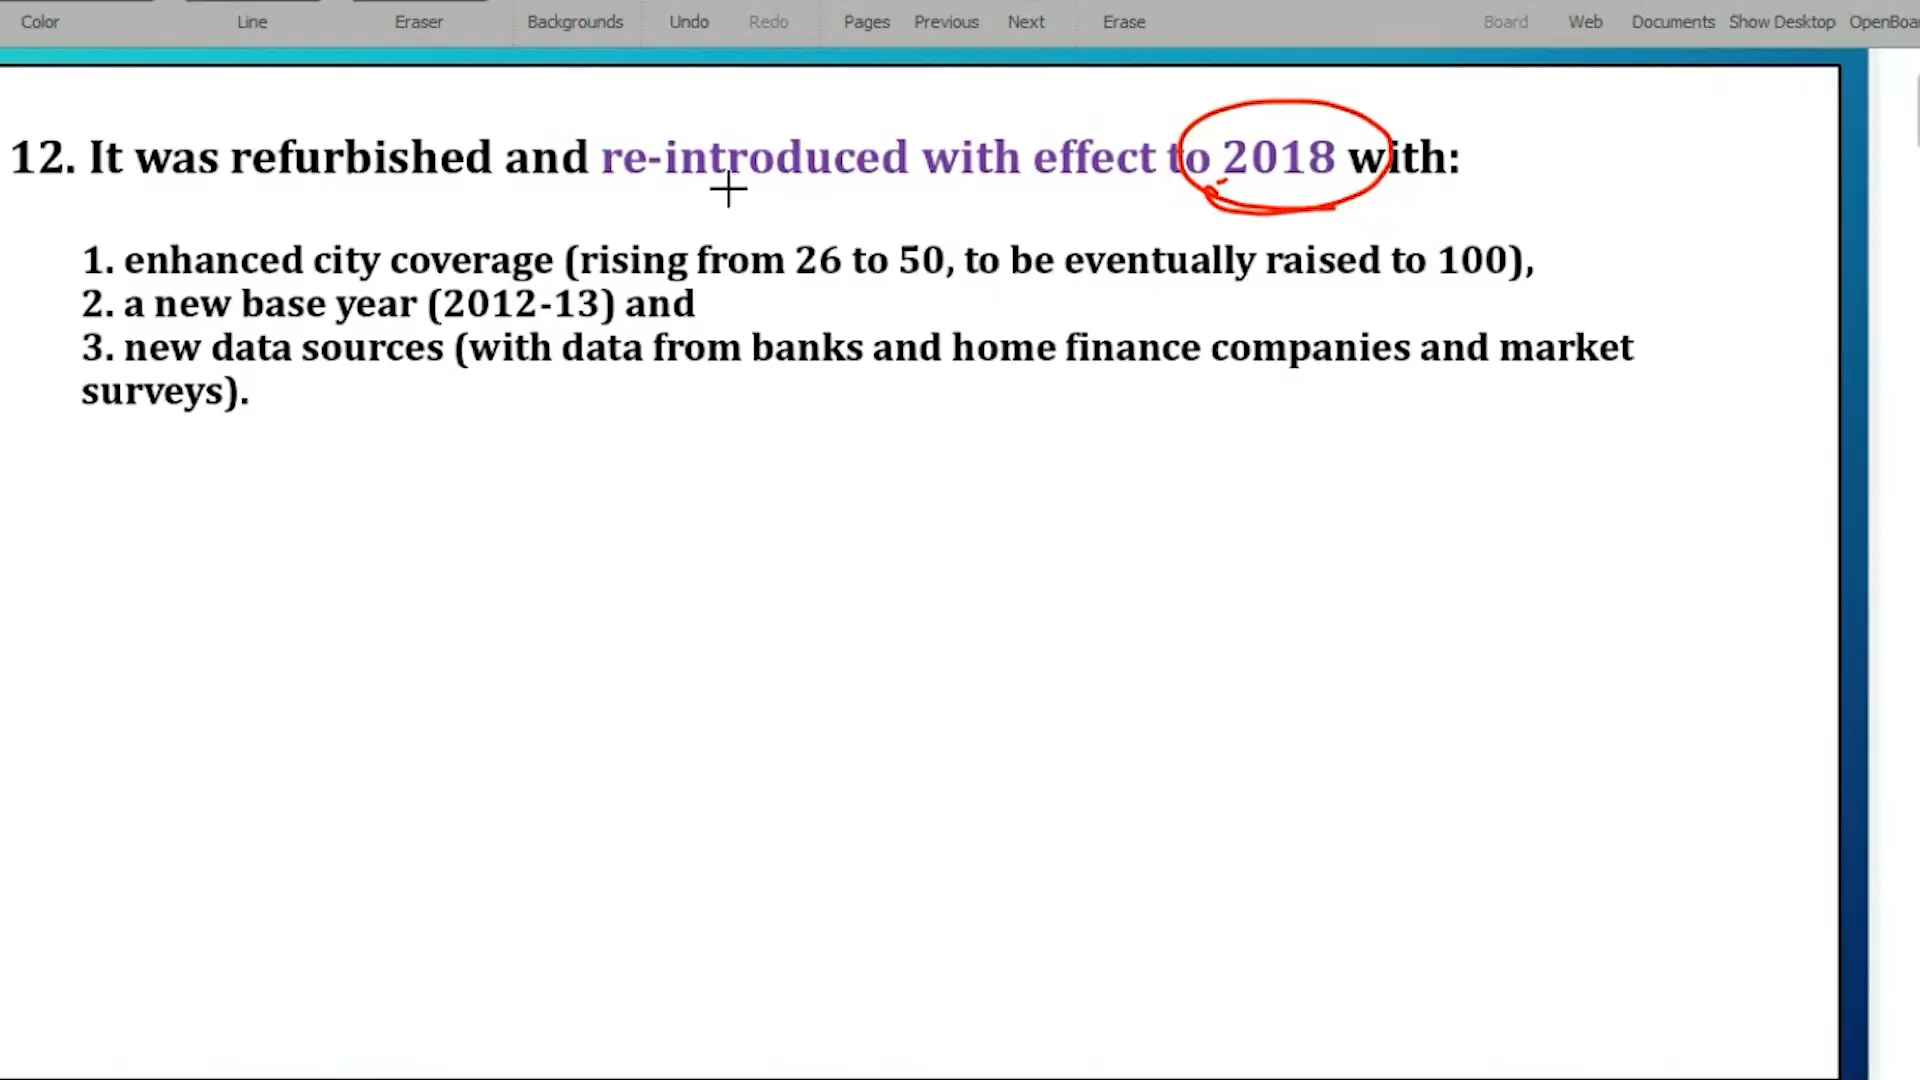 Color Line Eraser Backgrounds Undo Redo Pages Previous Next Erase Board Web Documents Show Desktop OpenBoa
12. It was refurbished and re-introduced with effect to 2018 with:
1. enhanced city coverage (rising from 26 to 50, to be eventually raised to 100),
2. a new base year (2012-13) and
3. new data sources (with data from banks and home finance companies and market
surveys).